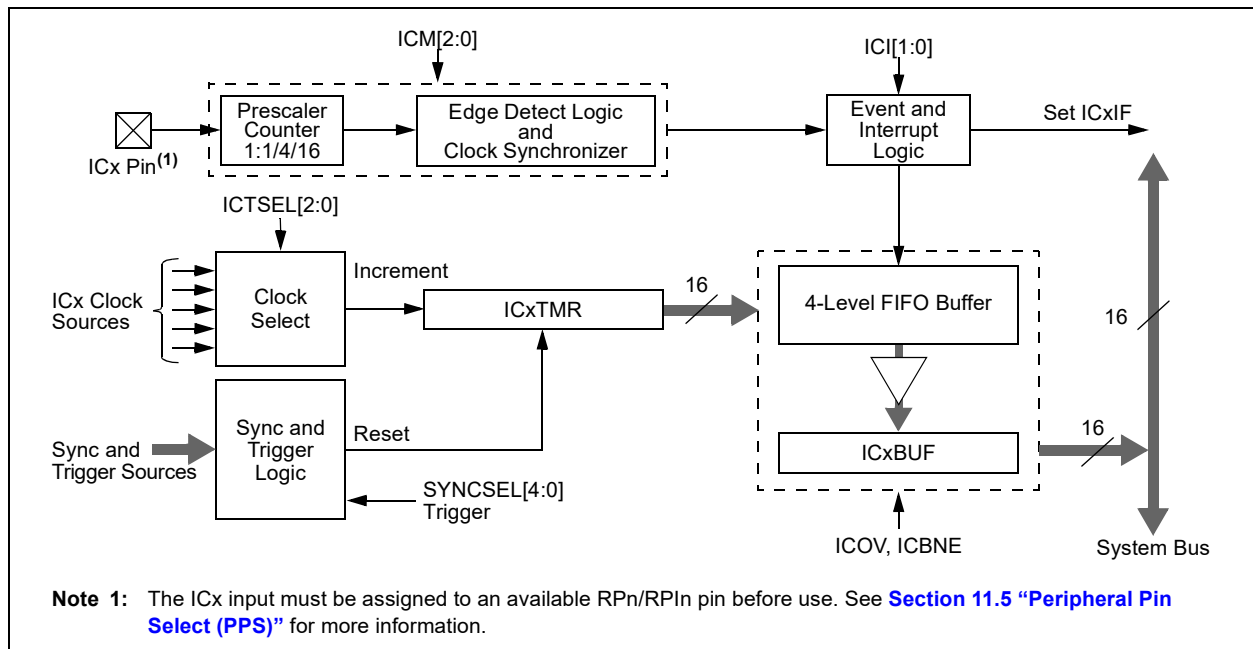 ICM[2:0]
ICI[1:0]
Prescaler
Counter
1:1/4/16
Edge Detect Logic
and
Clock Synchronizer
Event and
Interrupt
Logic
Set ICxIF
ICx Pin(1)
ICTSEL[2:0]
ICx Clock
Sources
Clock
Select
Increment
ICxTMR
16
4-Level FIFO Buffer
16
Sync and
Trigger Sources
Sync and
Trigger
Logic
Reset
SYNCSEL[4:0]
Trigger
ICxBUF
16
ICOV, ICBNE
System Bus
Note 1: The ICx input must be assigned to an available RPn/RPIn pin before use. See Section 11.5 “Peripheral Pin
Select (PPS)” for more information.